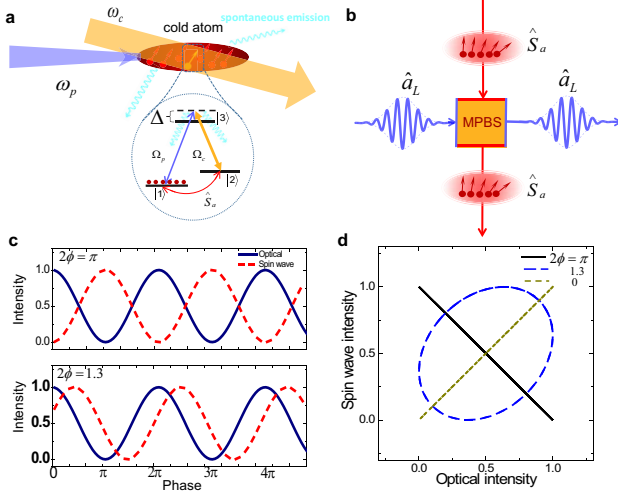 a
ω_c
cold atom
spontaneous emission
ω_p
Δ
|3⟩
Ω_p
Ω_c
|2⟩
|1⟩
Ŝ_a
b
Ŝ_a
â_L
â_L
MPBS
Ŝ_a
c
2ϕ = π
Optical
Spin wave
Intensity
1.0
0.5
0.0
2ϕ = 1.3
Intensity
1.0
0.5
0.0
0
π
2π
3π
4π
Phase
d
2ϕ = π
1.3
0
Spin wave intensity
1.0
0.5
0.0
0.0
0.5
1.0
Optical intensity